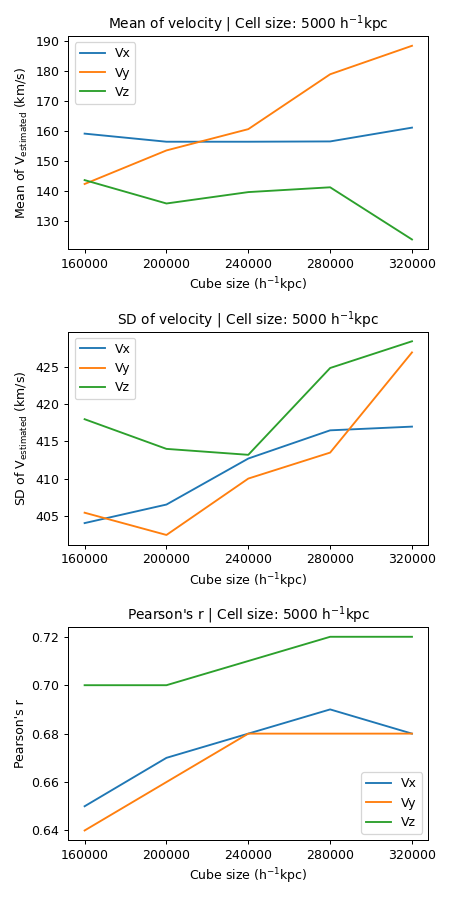 Mean of velocity | Cell size: 5000 h⁻¹kpc
Mean of V_estimated (km/s)
190
180
170
160
150
140
130
Vx
Vy
Vz
160000 200000 240000 280000 320000
Cube size (h⁻¹kpc)
SD of velocity | Cell size: 5000 h⁻¹kpc
SD of V_estimated (km/s)
425
420
415
410
405
Vx
Vy
Vz
160000 200000 240000 280000 320000
Cube size (h⁻¹kpc)
Pearson's r | Cell size: 5000 h⁻¹kpc
Pearson's r
0.72
0.70
0.68
0.66
0.64
Vx
Vy
Vz
160000 200000 240000 280000 320000
Cube size (h⁻¹kpc)